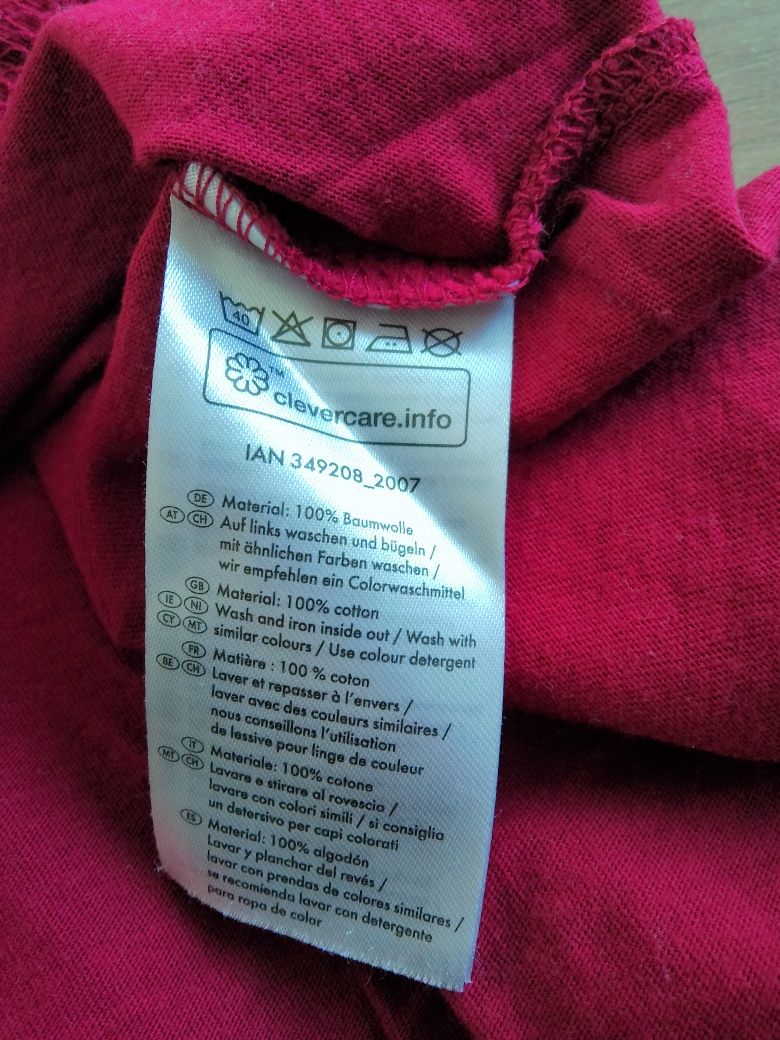 40
clevercare.info™
IAN 349208_2007
DE Material: 100% Baumwolle
AT CH Auf links waschen und bügeln /
mit ähnlichen Farben waschen /
wir empfehlen ein Colorwaschmittel
GB Material: 100% cotton
IE NI Wash and iron inside out / Wash with
CY MT similar colours / Use colour detergent
FR Matière : 100 % coton
BE CH Laver et repasser à l'envers /
laver avec des couleurs similaires /
nous conseillons l'utilisation
de lessive pour linge de couleur
IT Materiale: 100% cotone
MT CH Lavare e stirare al rovescio /
lavare con colori simili / si consiglia
un detersivo per capi colorati
ES Material: 100% algodón
Lavar y planchar del revés /
lavar con prendas de colores similares /
se recomienda lavar con detergente
para ropa de color